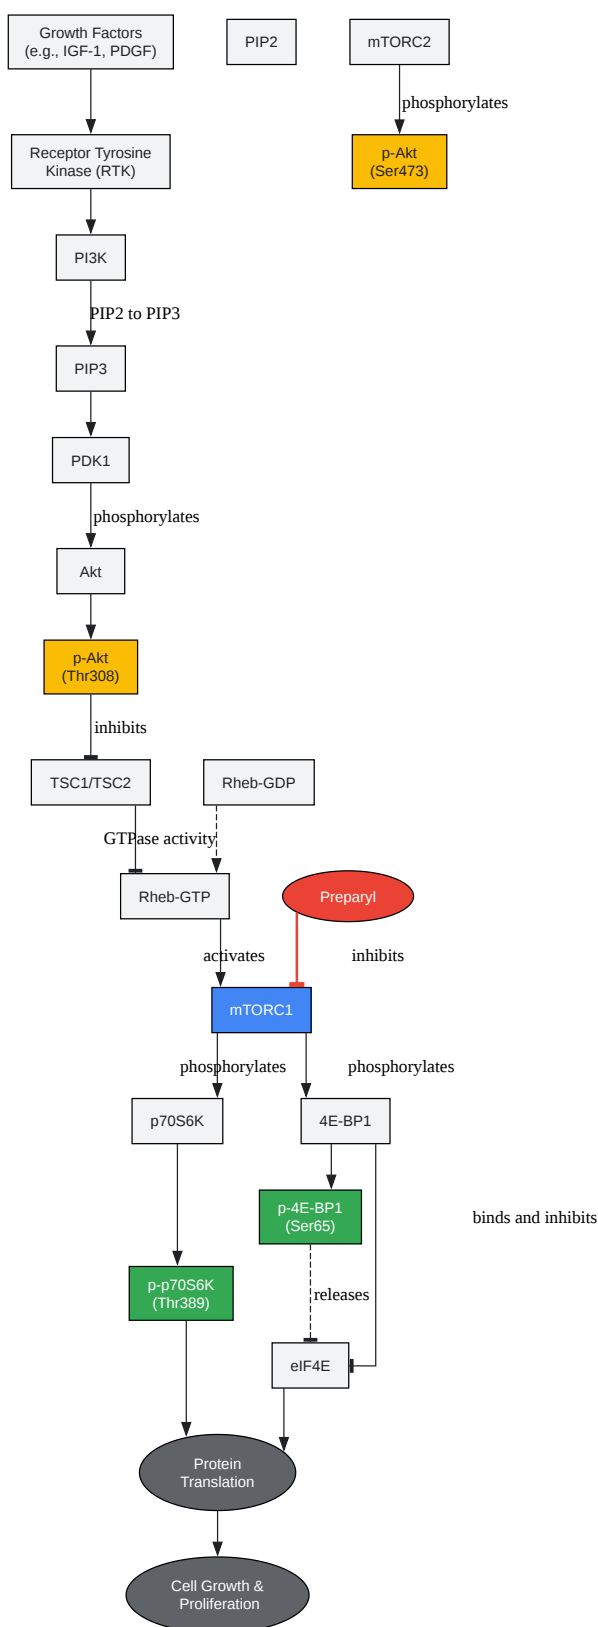 Growth Factors
(e.g., IGF-1, PDGF)
PIP2
mTORC2
phosphorylates
Receptor Tyrosine
Kinase (RTK)
p-Akt
(Ser473)
PI3K
PIP2 to PIP3
PIP3
PDK1
phosphorylates
Akt
p-Akt
(Thr308)
inhibits
TSC1/TSC2
Rheb-GDP
GTPase activity
Rheb-GTP
Preparyl
activates
inhibits
mTORC1
phosphorylates
phosphorylates
p70S6K
4E-BP1
p-4E-BP1
(Ser65)
binds and inhibits
p-p70S6K
(Thr389)
releases
eIF4E
Protein
Translation
Cell Growth &
Proliferation